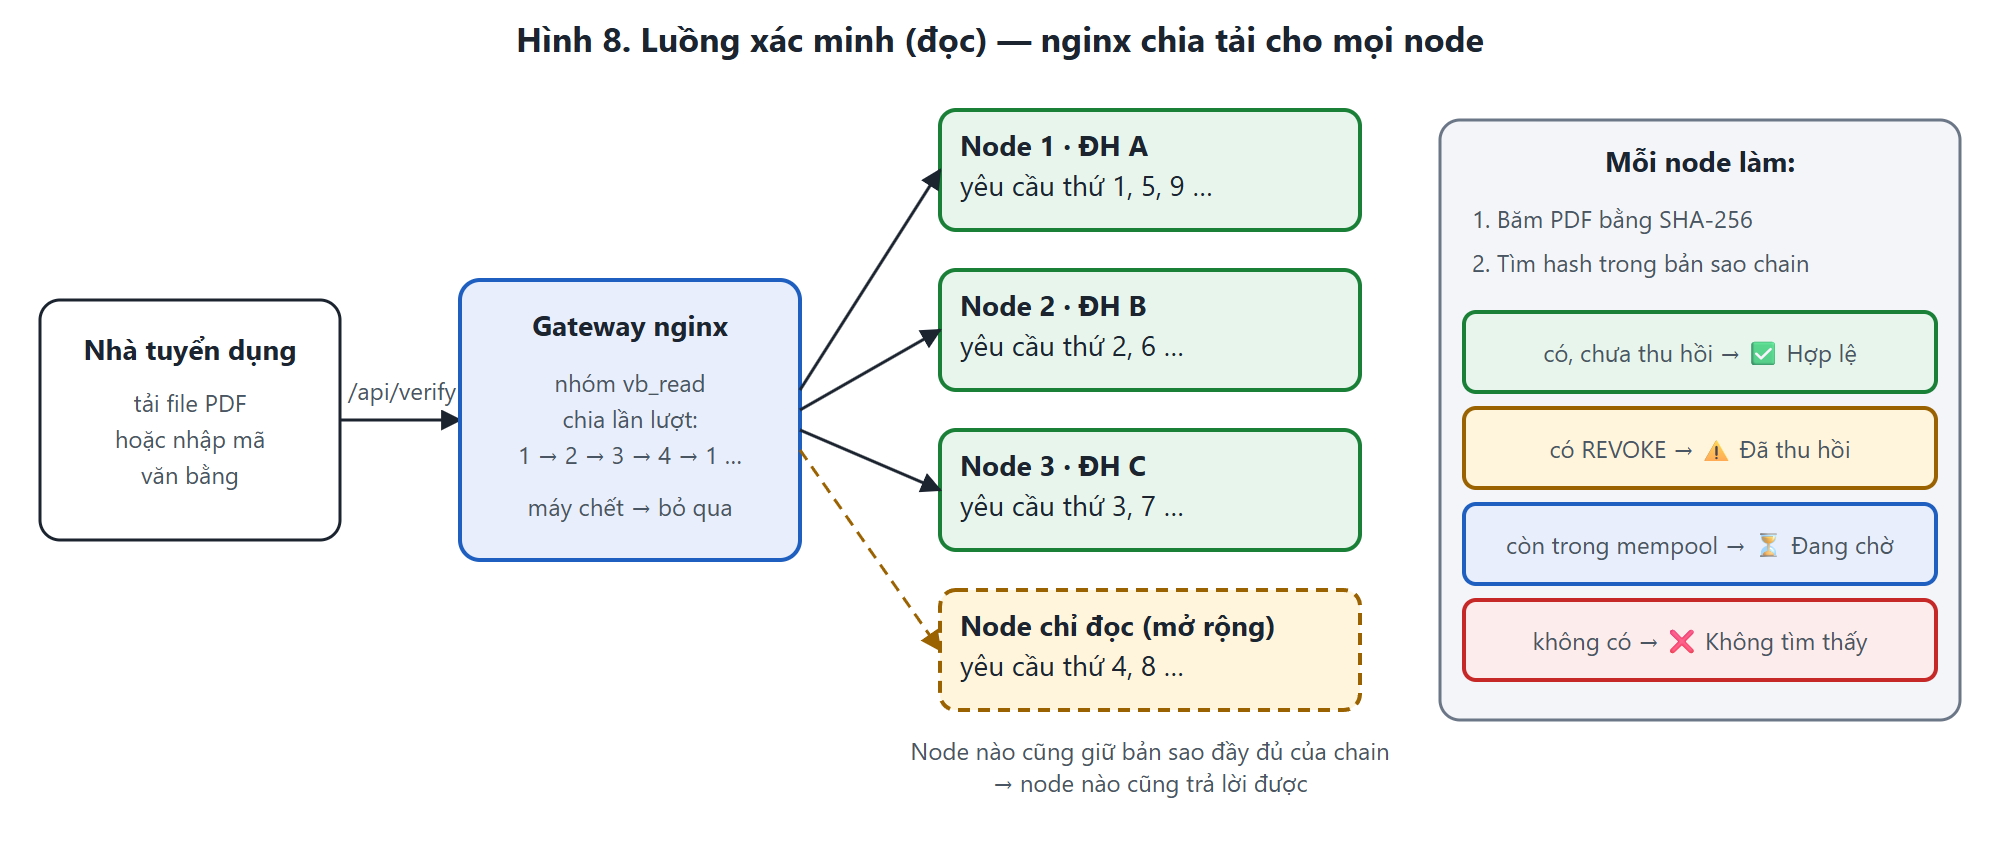 Hình 8. Luồng xác minh (đọc) — nginx chia tải cho mọi node
Nhà tuyển dụng
tải file PDF
hoặc nhập mã
văn bằng
/api/verify
Gateway nginx
nhóm vb_read
chia lần lượt:
1 → 2 → 3 → 4 → 1 ...
máy chết → bỏ qua
Node 1 · ĐH A
yêu cầu thứ 1, 5, 9 ...
Node 2 · ĐH B
yêu cầu thứ 2, 6 ...
Node 3 · ĐH C
yêu cầu thứ 3, 7 ...
Node chỉ đọc (mở rộng)
yêu cầu thứ 4, 8 ...
Node nào cũng giữ bản sao đầy đủ của chain
→ node nào cũng trả lời được
Mỗi node làm:
1. Băm PDF bằng SHA-256
2. Tìm hash trong bản sao chain
có, chưa thu hồi → ✅ Hợp lệ
có REVOKE → ⚠️ Đã thu hồi
còn trong mempool → ⏳ Đang chờ
không có → ❌ Không tìm thấy